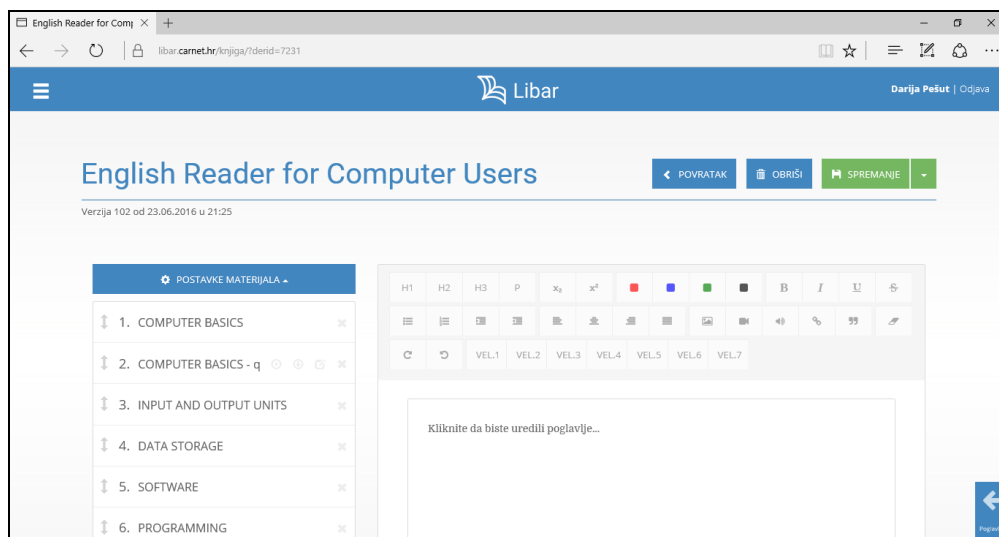 English Reader for Comp
libar.carnet.hr/knjiga/?derid=7231
Libar
Darija Pešut | Odjava
English Reader for Computer Users
POVRATAK
OBRIŠI
SPREMANJE
Verzija 102 od 23.06.2016 u 21:25
POSTAVKE MATERIJALA
H1 H2 H3 P x₂ x² B I U S
VEL.1 VEL.2 VEL.3 VEL.4 VEL.5 VEL.6 VEL.7
1. COMPUTER BASICS
2. COMPUTER BASICS - q
3. INPUT AND OUTPUT UNITS
4. DATA STORAGE
5. SOFTWARE
6. PROGRAMMING
Kliknite da biste uredili poglavlje...